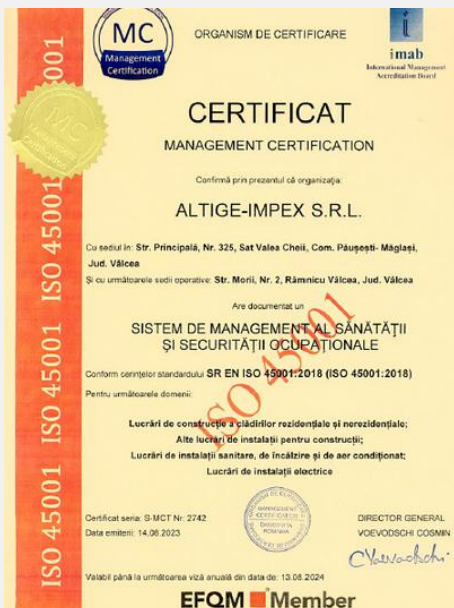 MC
Management
Certification
ORGANISM DE CERTIFICARE
imab
International Management
Accreditation Board
CERTIFICAT
MANAGEMENT CERTIFICATION
Confirmă prin prezentul că organizația:
ALTIGE-IMPEX S.R.L.
Cu sediul în: Str. Principală, Nr. 325, Sat Valea Cheii, Com. Păușești- Măglași,
Jud. Vâlcea
Și cu următoarele sedii operative: Str. Morii, Nr. 2, Râmnicu Vâlcea, Jud. Vâlcea
Are documentat un
SISTEM DE MANAGEMENT AL SĂNĂTĂȚII
ȘI SECURITĂȚII OCUPAȚIONALE
Conform cerințelor standardului SR EN ISO 45001:2018 (ISO 45001:2018)
Pentru următoarele domenii:
Lucrări de construcție a clădirilor rezidențiale și nerezidențiale;
Alte lucrări de instalații pentru construcții;
Lucrări de instalații sanitare, de încălzire și de aer condiționat;
Lucrări de instalații electrice
ISO 45001
Certificat seria: S-MCT Nr: 2742
Data emiterii: 14.08.2023
DIRECTOR GENERAL
VOEVODSCHI COSMIN
Valabil până la următoarea viză anuală din data de: 13.08.2024
EFQM Member
ISO 45001
ISO 45001
ISO 45001
001
MC